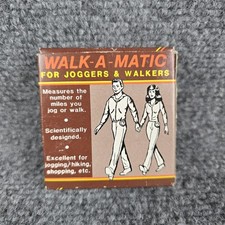 WALK-A-MATIC
FOR JOGGERS & WALKERS
Measures the
number of
miles you
jog or walk.
• Scientifically
designed.
• Excellent for
jogging/hiking,
shopping, etc.